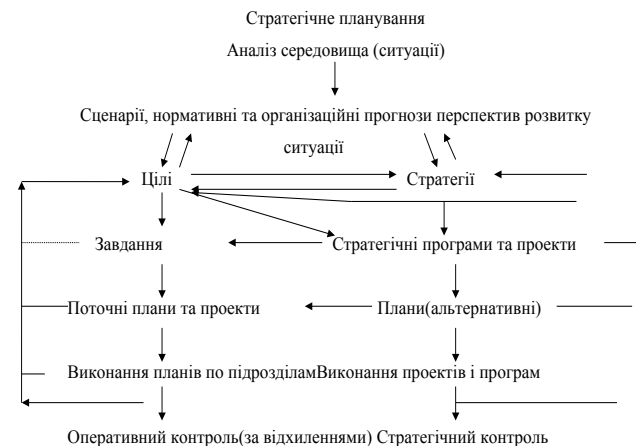 Стратегічне планування
Аналіз середовища (ситуації)
Сценарії, нормативні та організаційні прогнози перспектив розвитку
ситуації
Цілі Стратегії
Завдання Стратегічні програми та проекти
Поточні плани та проекти Плани(альтернативні)
Виконання планів по підрозділамВиконання проектів і програм
Оперативний контроль(за відхиленнями) Стратегічний контроль